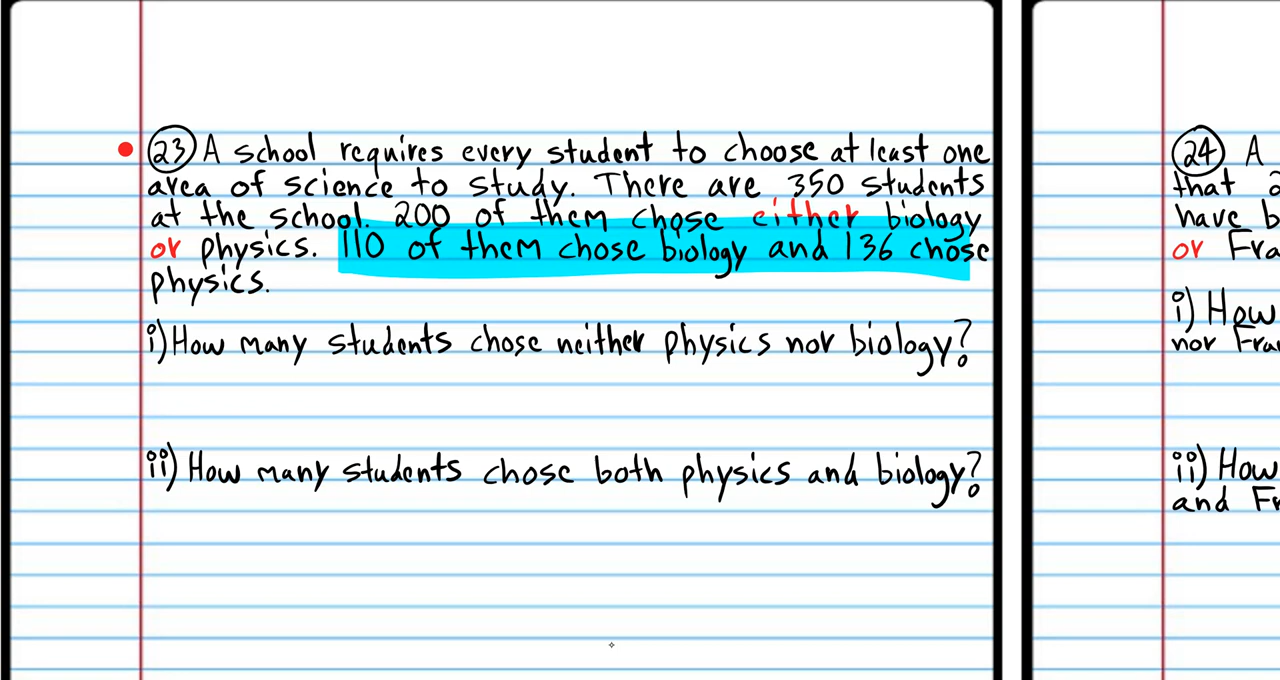 23 A school requires every student to choose at least one
area of science to study. There are 350 students
at the school. 200 of them chose either biology
or physics. 110 of them chose biology and 136 chose
physics.
i) How many students chose neither physics nor biology?
ii) How many students chose both physics and biology?
24 A
that
have b
or Fra
i) How
nor Fra
ii) How
and Fr